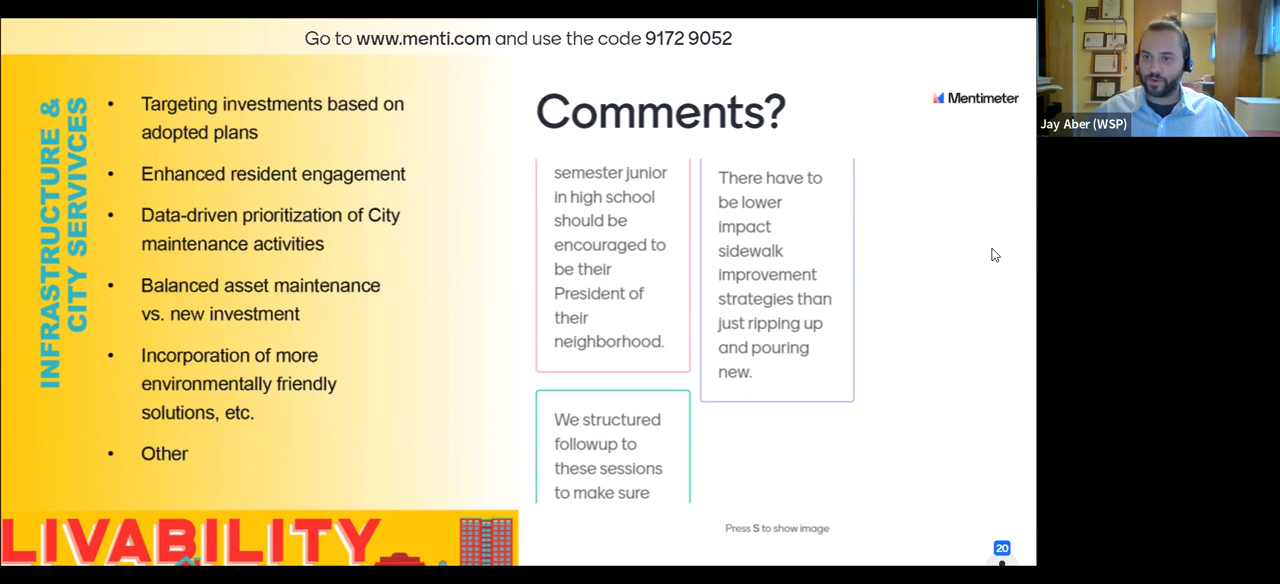 Go to www.menti.com and use the code 9172 9052
INFRASTRUCTURE &
CITY SERVIVCES
• Targeting investments based on
adopted plans
• Enhanced resident engagement
• Data-driven prioritization of City
maintenance activities
• Balanced asset maintenance
vs. new investment
• Incorporation of more
environmentally friendly
solutions, etc.
• Other
LIVABILITY
Comments?
Mentimeter
semester junior
in high school
should be
encouraged to
be their
President of
their
neighborhood.
We structured
followup to
these sessions
to make sure
There have to
be lower
impact
sidewalk
improvement
strategies than
just ripping up
and pouring
new.
Press S to show image
20
Jay Aber (WSP)